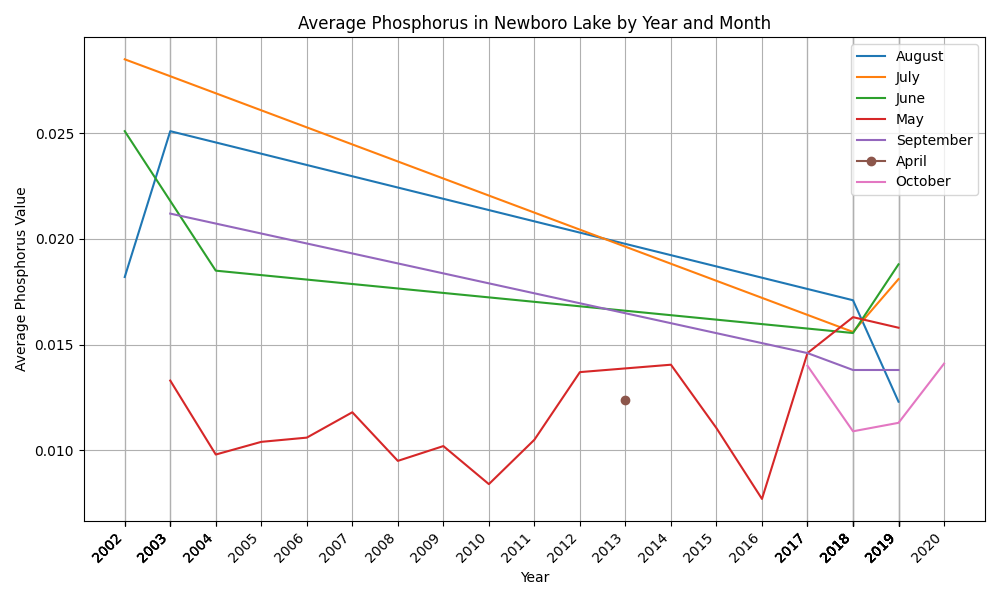 Average Phosphorus in Newboro Lake by Year and Month
August
July
June
May
September
April
October
Average Phosphorus Value
0.025
0.020
0.015
0.010
2002
2003
2004
2005
2006
2007
2008
2009
2010
2011
2012
2013
2014
2015
2016
2017
2018
2019
2020
Year